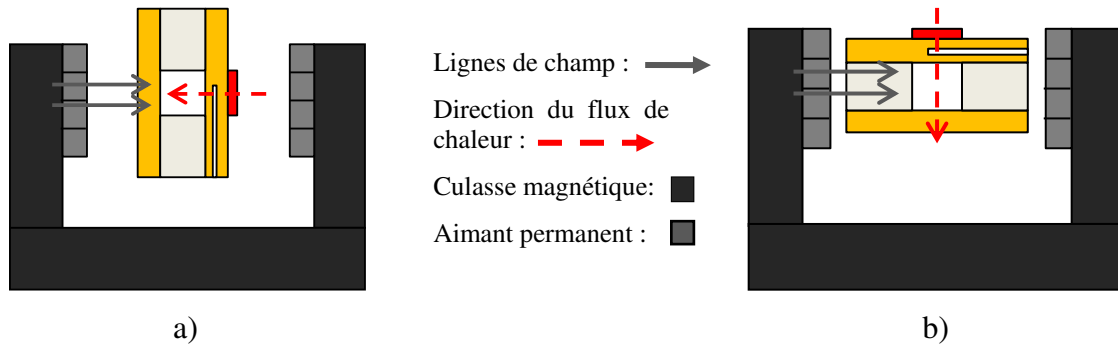 Lignes de champ :
Direction du flux de
chaleur :
Culasse magnétique:
Aimant permanent :
a)
b)